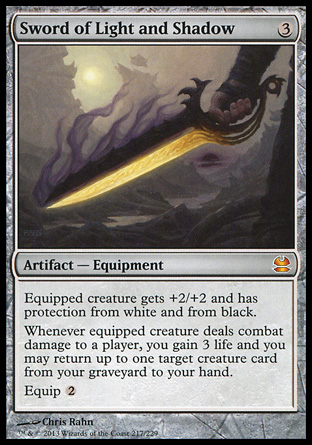 Sword of Light and Shadow 3
Artifact — Equipment
Equipped creature gets +2/+2 and has
protection from white and from black.
Whenever equipped creature deals combat
damage to a player, you gain 3 life and you
may return up to one target creature card
from your graveyard to your hand.
Equip 2
Chris Rahn
™ & © 2013 Wizards of the Coast 217/229